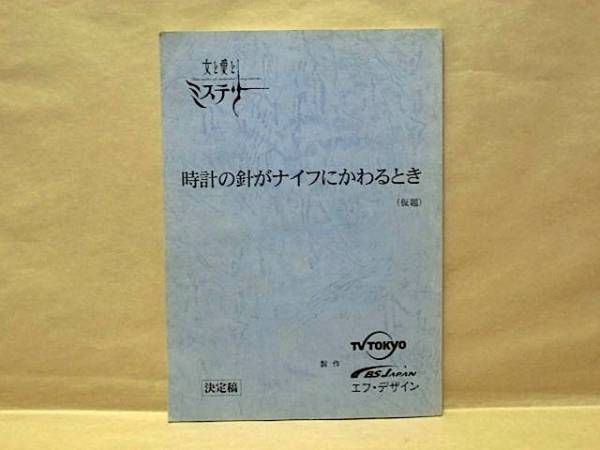 女と愛と
ミステリー
時計の針がナイフにかわるとき
(仮題)
TV TOKYO
製作
BS JAPAN
決定稿
エフ・デザイン